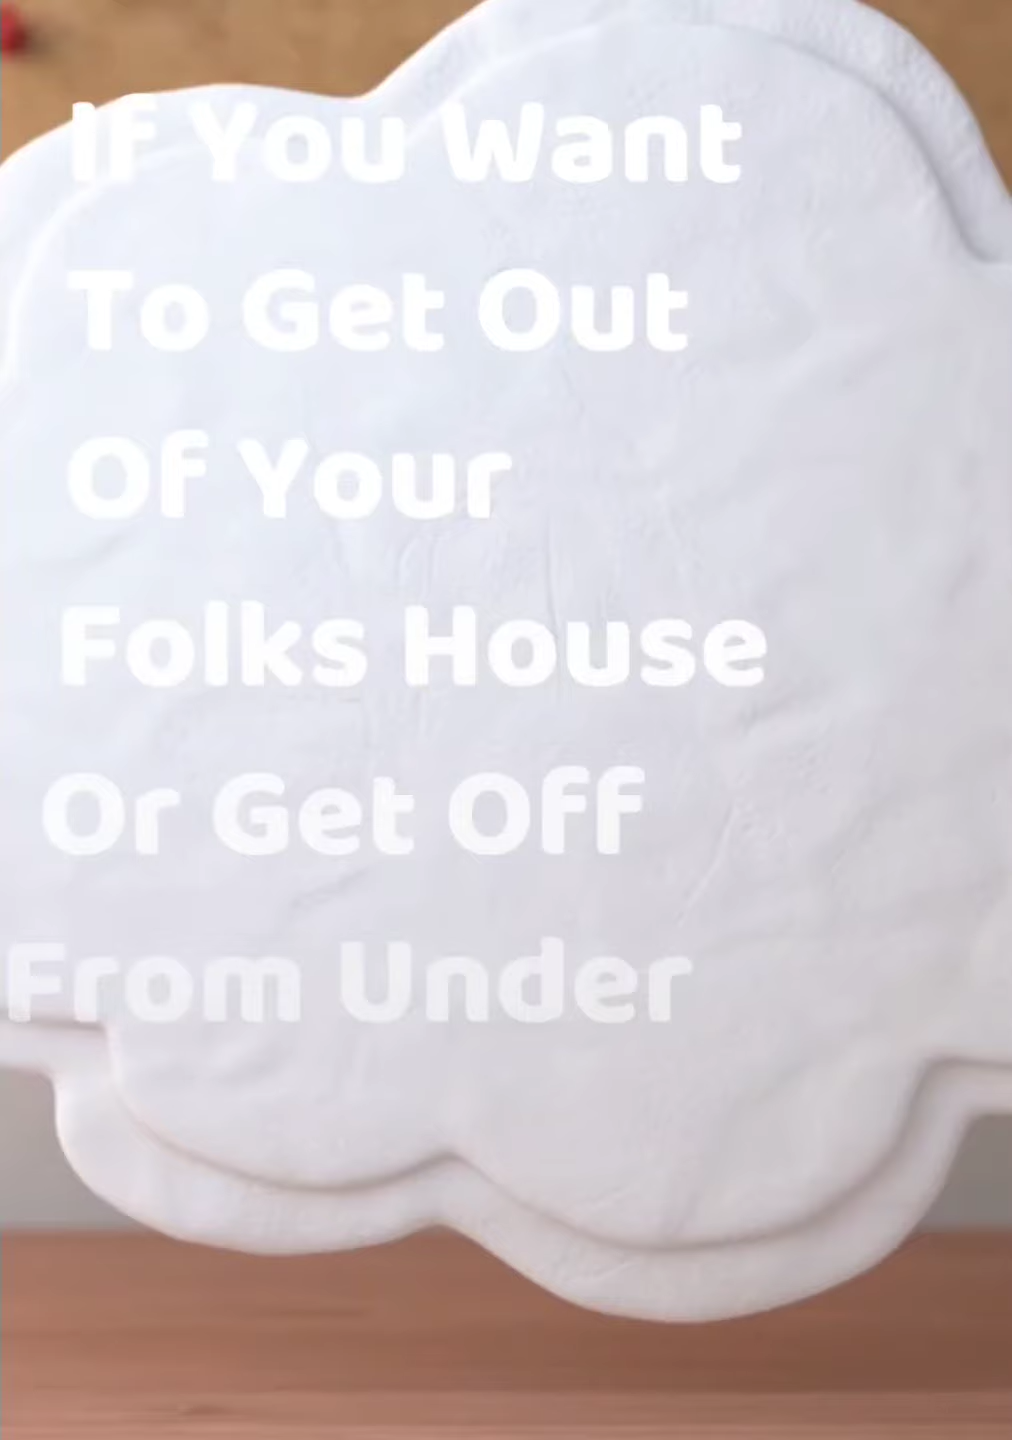 If You Want
To Get Out
Of Your
Folks House
Or Get Off
From Under